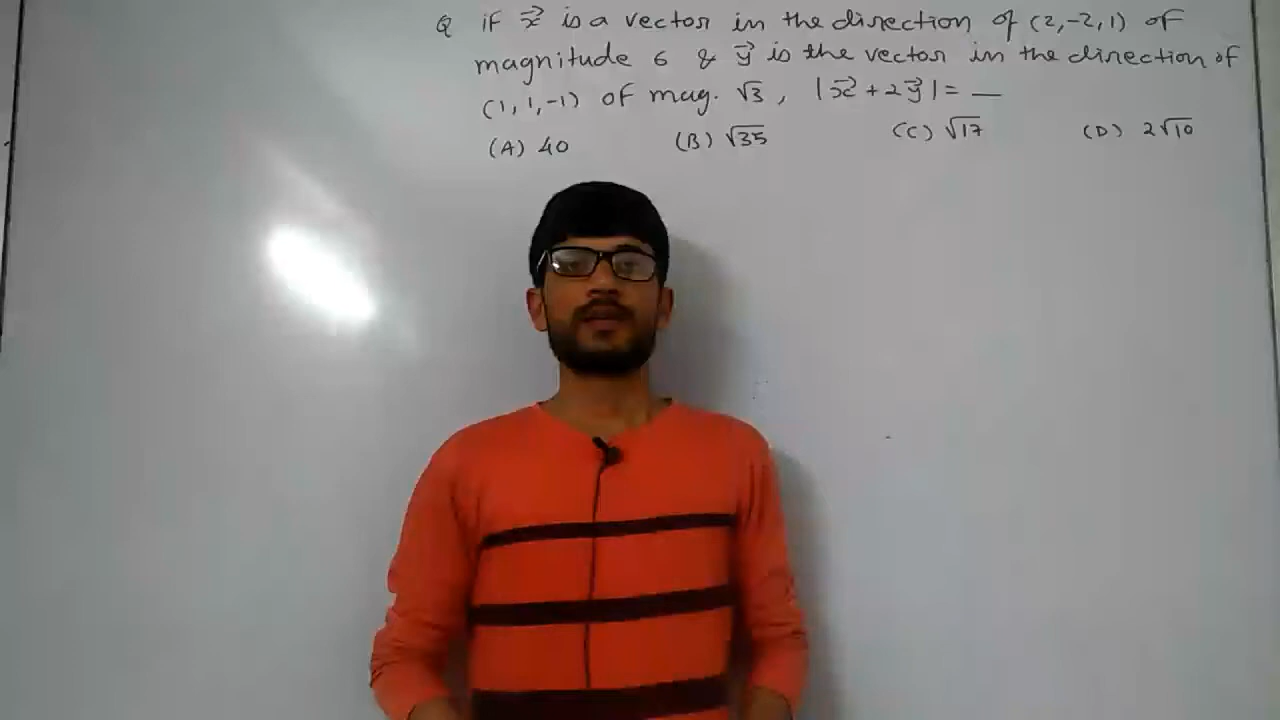 Q if x⃗ is a vector in the direction of (2,-2,1) of
magnitude 6 & y⃗ is the vector in the direction of
(1,1,-1) of mag. √3, |x⃗ + 2y⃗| = __
(A) 40 (B) √35 (C) √17 (D) 2√10